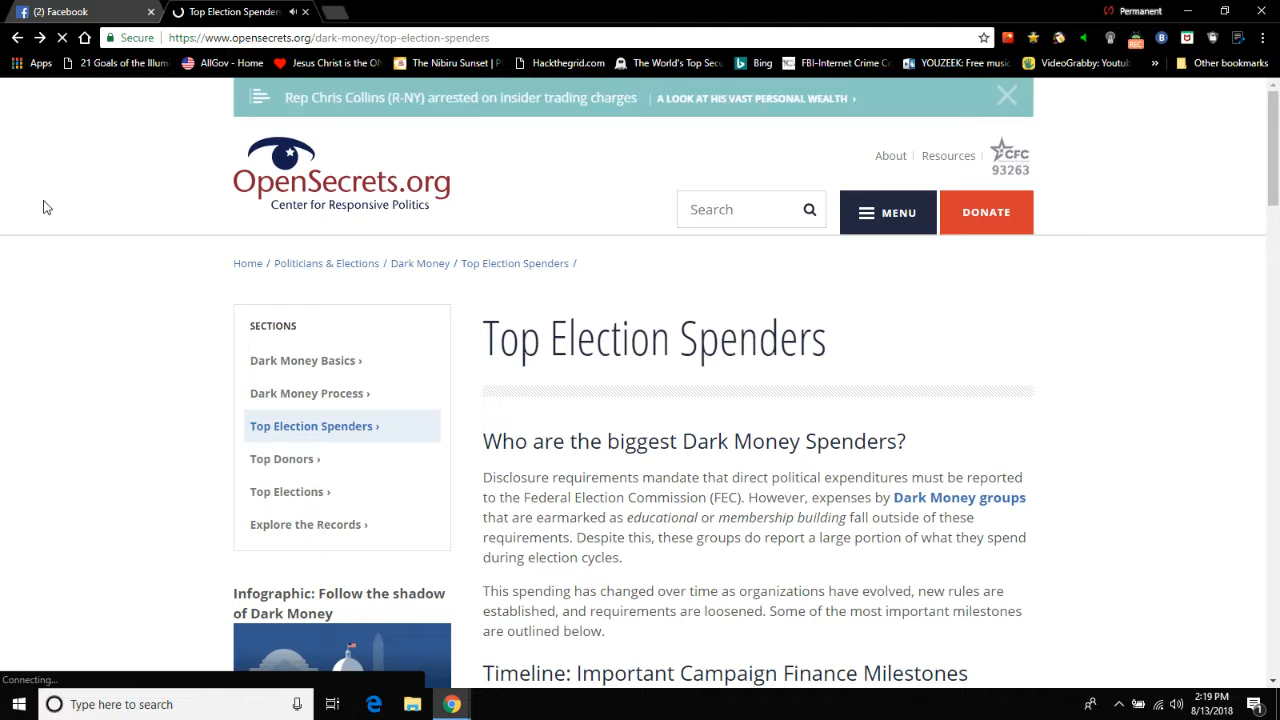 (2) Facebook
Top Election Spenders
Permanent
Secure
https://www.opensecrets.org/dark-money/top-election-spenders
Apps
21 Goals of the Illum
AllGov - Home
Jesus Christ is the ON
The Nibiru Sunset | P
Hackthegrid.com
The World's Top Secu
Bing
FBI-Internet Crime Co
YOUZEEK: Free music
VideoGrabby: Youtub
»
Other bookmarks
Rep Chris Collins (R-NY) arrested on insider trading charges | A LOOK AT HIS VAST PERSONAL WEALTH ›
OpenSecrets.org
Center for Responsive Politics
About
Resources
CFC
93263
Search
MENU
DONATE
Home / Politicians & Elections / Dark Money / Top Election Spenders /
SECTIONS
Dark Money Basics ›
Dark Money Process ›
Top Election Spenders ›
Top Donors ›
Top Elections ›
Explore the Records ›
Infographic: Follow the shadow
of Dark Money
Top Election Spenders
Who are the biggest Dark Money Spenders?
Disclosure requirements mandate that direct political expenditures must be reported
to the Federal Election Commission (FEC). However, expenses by Dark Money groups
that are earmarked as educational or membership building fall outside of these
requirements. Despite this, these groups do report a large portion of what they spend
during election cycles.
This spending has changed over time as organizations have evolved, new rules are
established, and requirements are loosened. Some of the most important milestones
are outlined below.
Timeline: Important Campaign Finance Milestones
Connecting...
Type here to search
2:19 PM
8/13/2018